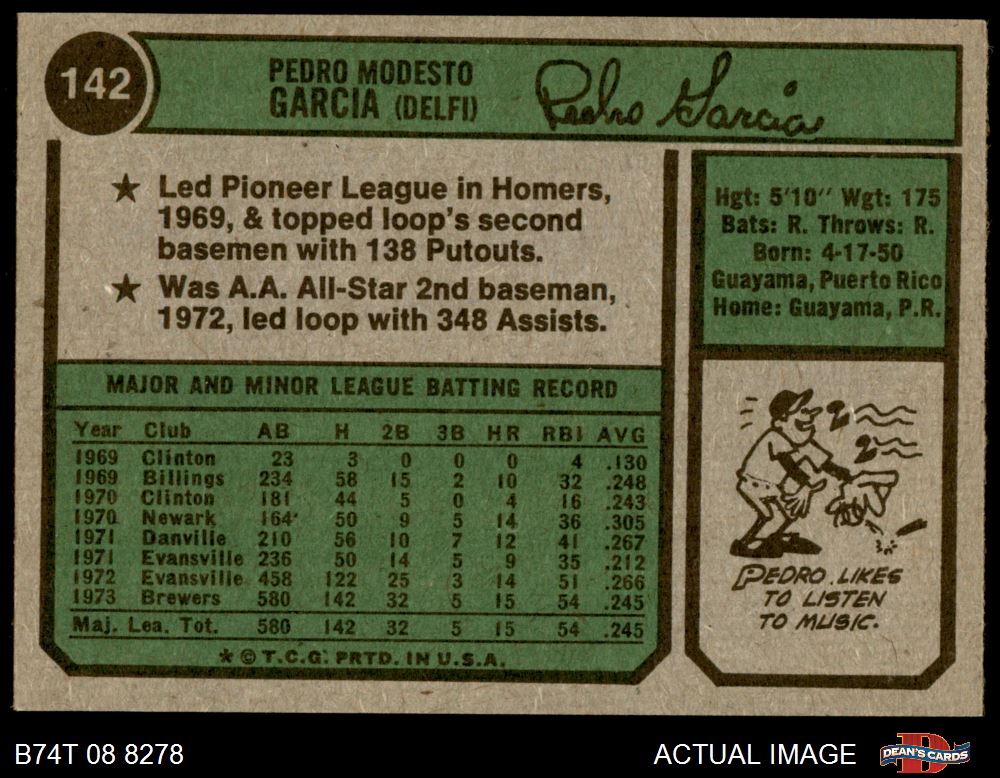 142
PEDRO MODESTO
GARCIA (DELFI)
Pedro Garcia
★ Led Pioneer League in Homers,
1969, & topped loop's second
basemen with 138 Putouts.
★ Was A.A. All-Star 2nd baseman,
1972, led loop with 348 Assists.
Hgt: 5'10" Wgt: 175
Bats: R. Throws: R.
Born: 4-17-50
Guayama, Puerto Rico
Home: Guayama, P.R.
MAJOR AND MINOR LEAGUE BATTING RECORD
Year Club AB H 2B 3B HR RBI AVG
1969 Clinton 23 3 0 0 0 4 .130
1969 Billings 234 58 15 2 10 32 .248
1970 Clinton 181 44 5 0 4 16 .243
1970 Newark 164 50 9 5 14 36 .305
1971 Danville 210 56 10 7 12 41 .267
1971 Evansville 236 50 14 5 9 35 .212
1972 Evansville 458 122 25 3 14 51 .266
1973 Brewers 580 142 32 5 15 54 .245
Maj. Lea. Tot. 580 142 32 5 15 54 .245
* © T.C.G. PRTD. IN U.S.A.
PEDRO LIKES
TO LISTEN
TO MUSIC.
B74T 08 8278
ACTUAL IMAGE
D
DEAN'S CARDS